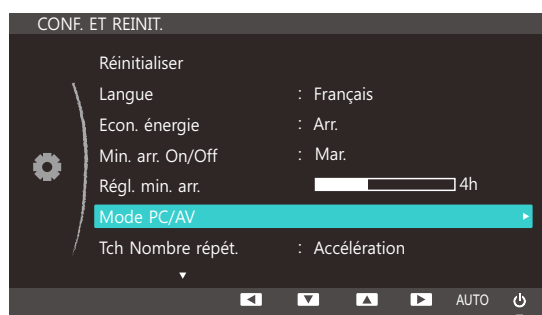 CONF. ET REINIT.
Réinitialiser
Langue : Français
Econ. énergie : Arr.
Min. arr. On/Off : Mar.
Régl. min. arr. 4h
Mode PC/AV
Tch Nombre répét. : Accélération
AUTO